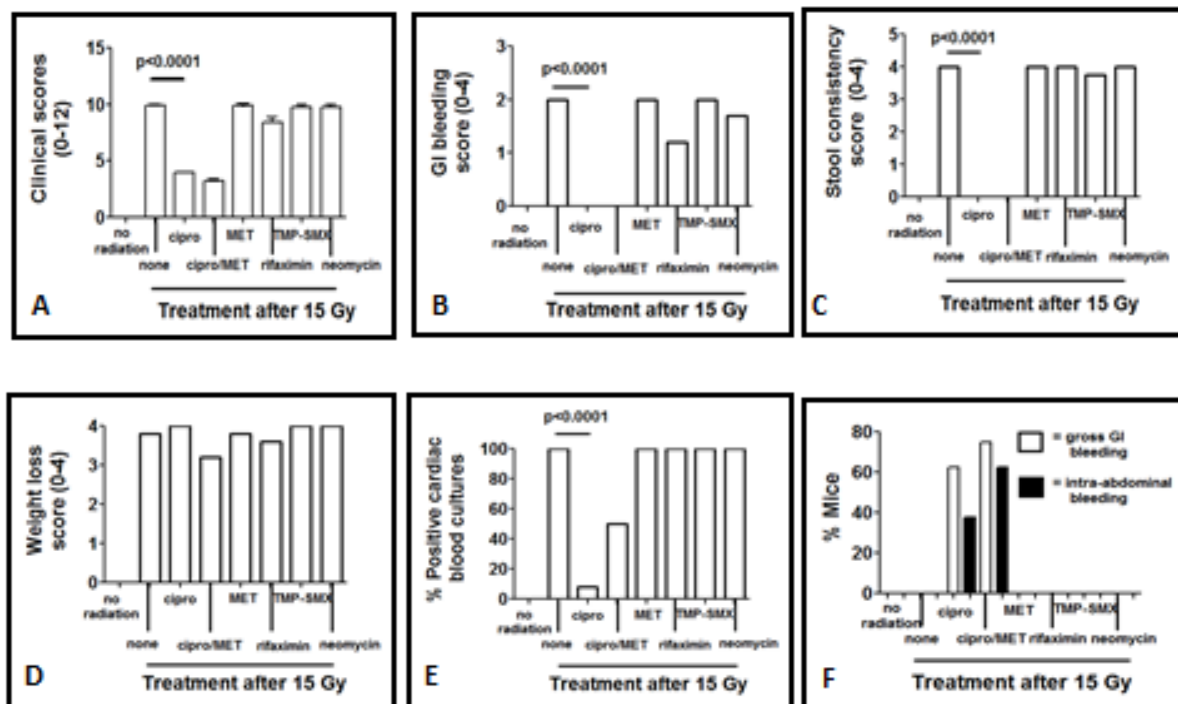 Clinical scores
(0-12)
15
10
5
0
p<0.0001
no
radiation
cipro
MET
TMP-SMX
none
cipro/MET
rifaximin
neomycin
Treatment after 15 Gy
A
GI bleeding
score (0-4)
3
2
1
0
p<0.0001
no
radiation
cipro
MET
TMP-SMX
none
cipro/MET
rifaximin
neomycin
Treatment after 15 Gy
B
Stool consistency
score (0-4)
5
4
3
2
1
0
p<0.0001
no
radiation
cipro
MET
TMP-SMX
none
cipro/MET
rifaximin
neomycin
Treatment after 15 Gy
C
Weight loss
score (0-4)
4
3
2
1
0
no
radiation
cipro
MET
TMP-SMX
none
cipro/MET
rifaximin
neomycin
Treatment after 15 Gy
D
% Positive cardiac
blood cultures
100
80
60
40
20
0
p<0.0001
no
radiation
cipro
MET
TMP-SMX
none
cipro/MET
rifaximin
neomycin
Treatment after 15 Gy
E
% Mice
80
60
40
20
0
= gross GI
bleeding
= intra-abdominal
bleeding
no
radiation
cipro
MET
TMP-SMX
none
cipro/MET
rifaximin
neomycin
Treatment after 15 Gy
F